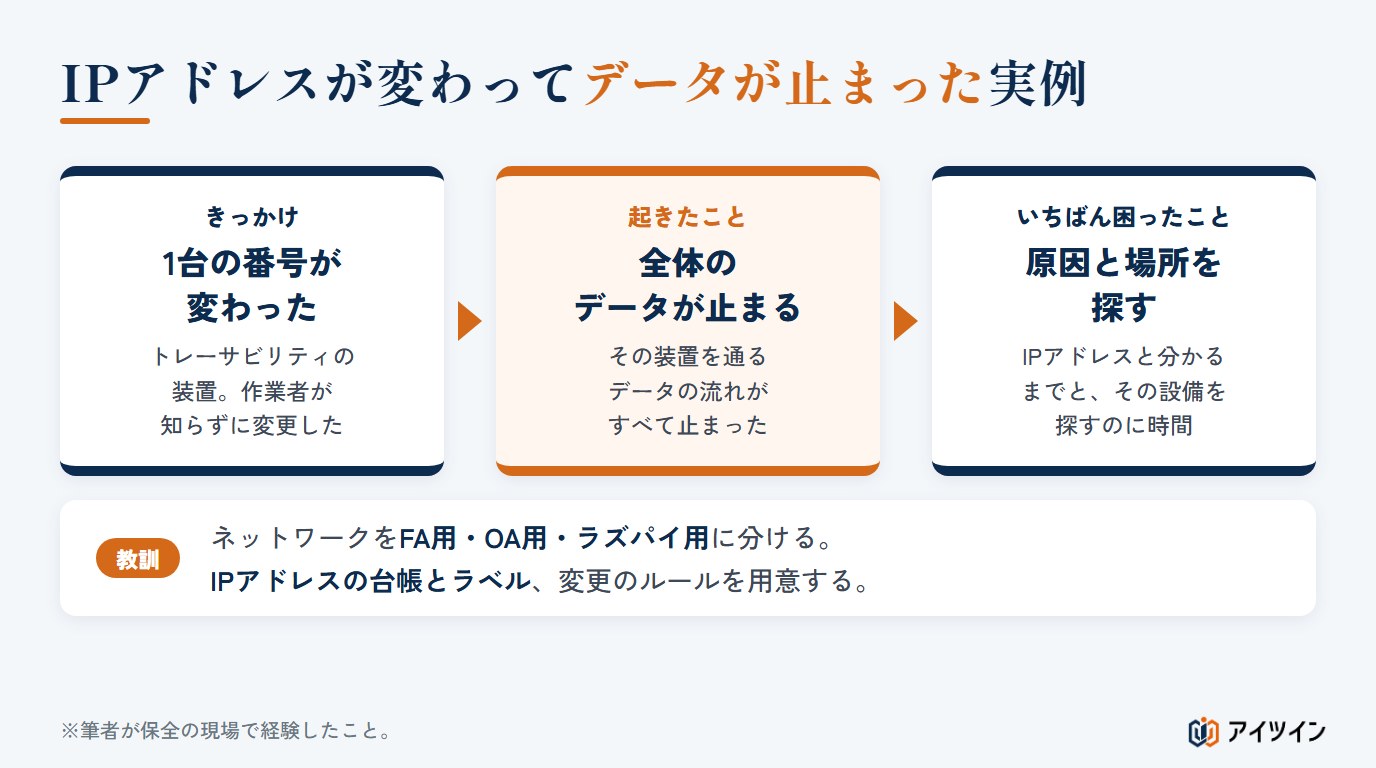 IPアドレスが変わってデータが止まった実例
きっかけ
1台の番号が
変わった
トレーサビリティの
装置。作業者が
知らずに変更した
起きたこと
全体の
データが止まる
その装置を通る
データの流れが
すべて止まった
いちばん困ったこと
原因と場所を
探す
IPアドレスと分かる
までと、その設備を
探すのに時間
教訓
ネットワークをFA用・OA用・ラズパイ用に分ける。
IPアドレスの台帳とラベル、変更のルールを用意する。
※筆者が保全の現場で経験したこと。
アイツイン